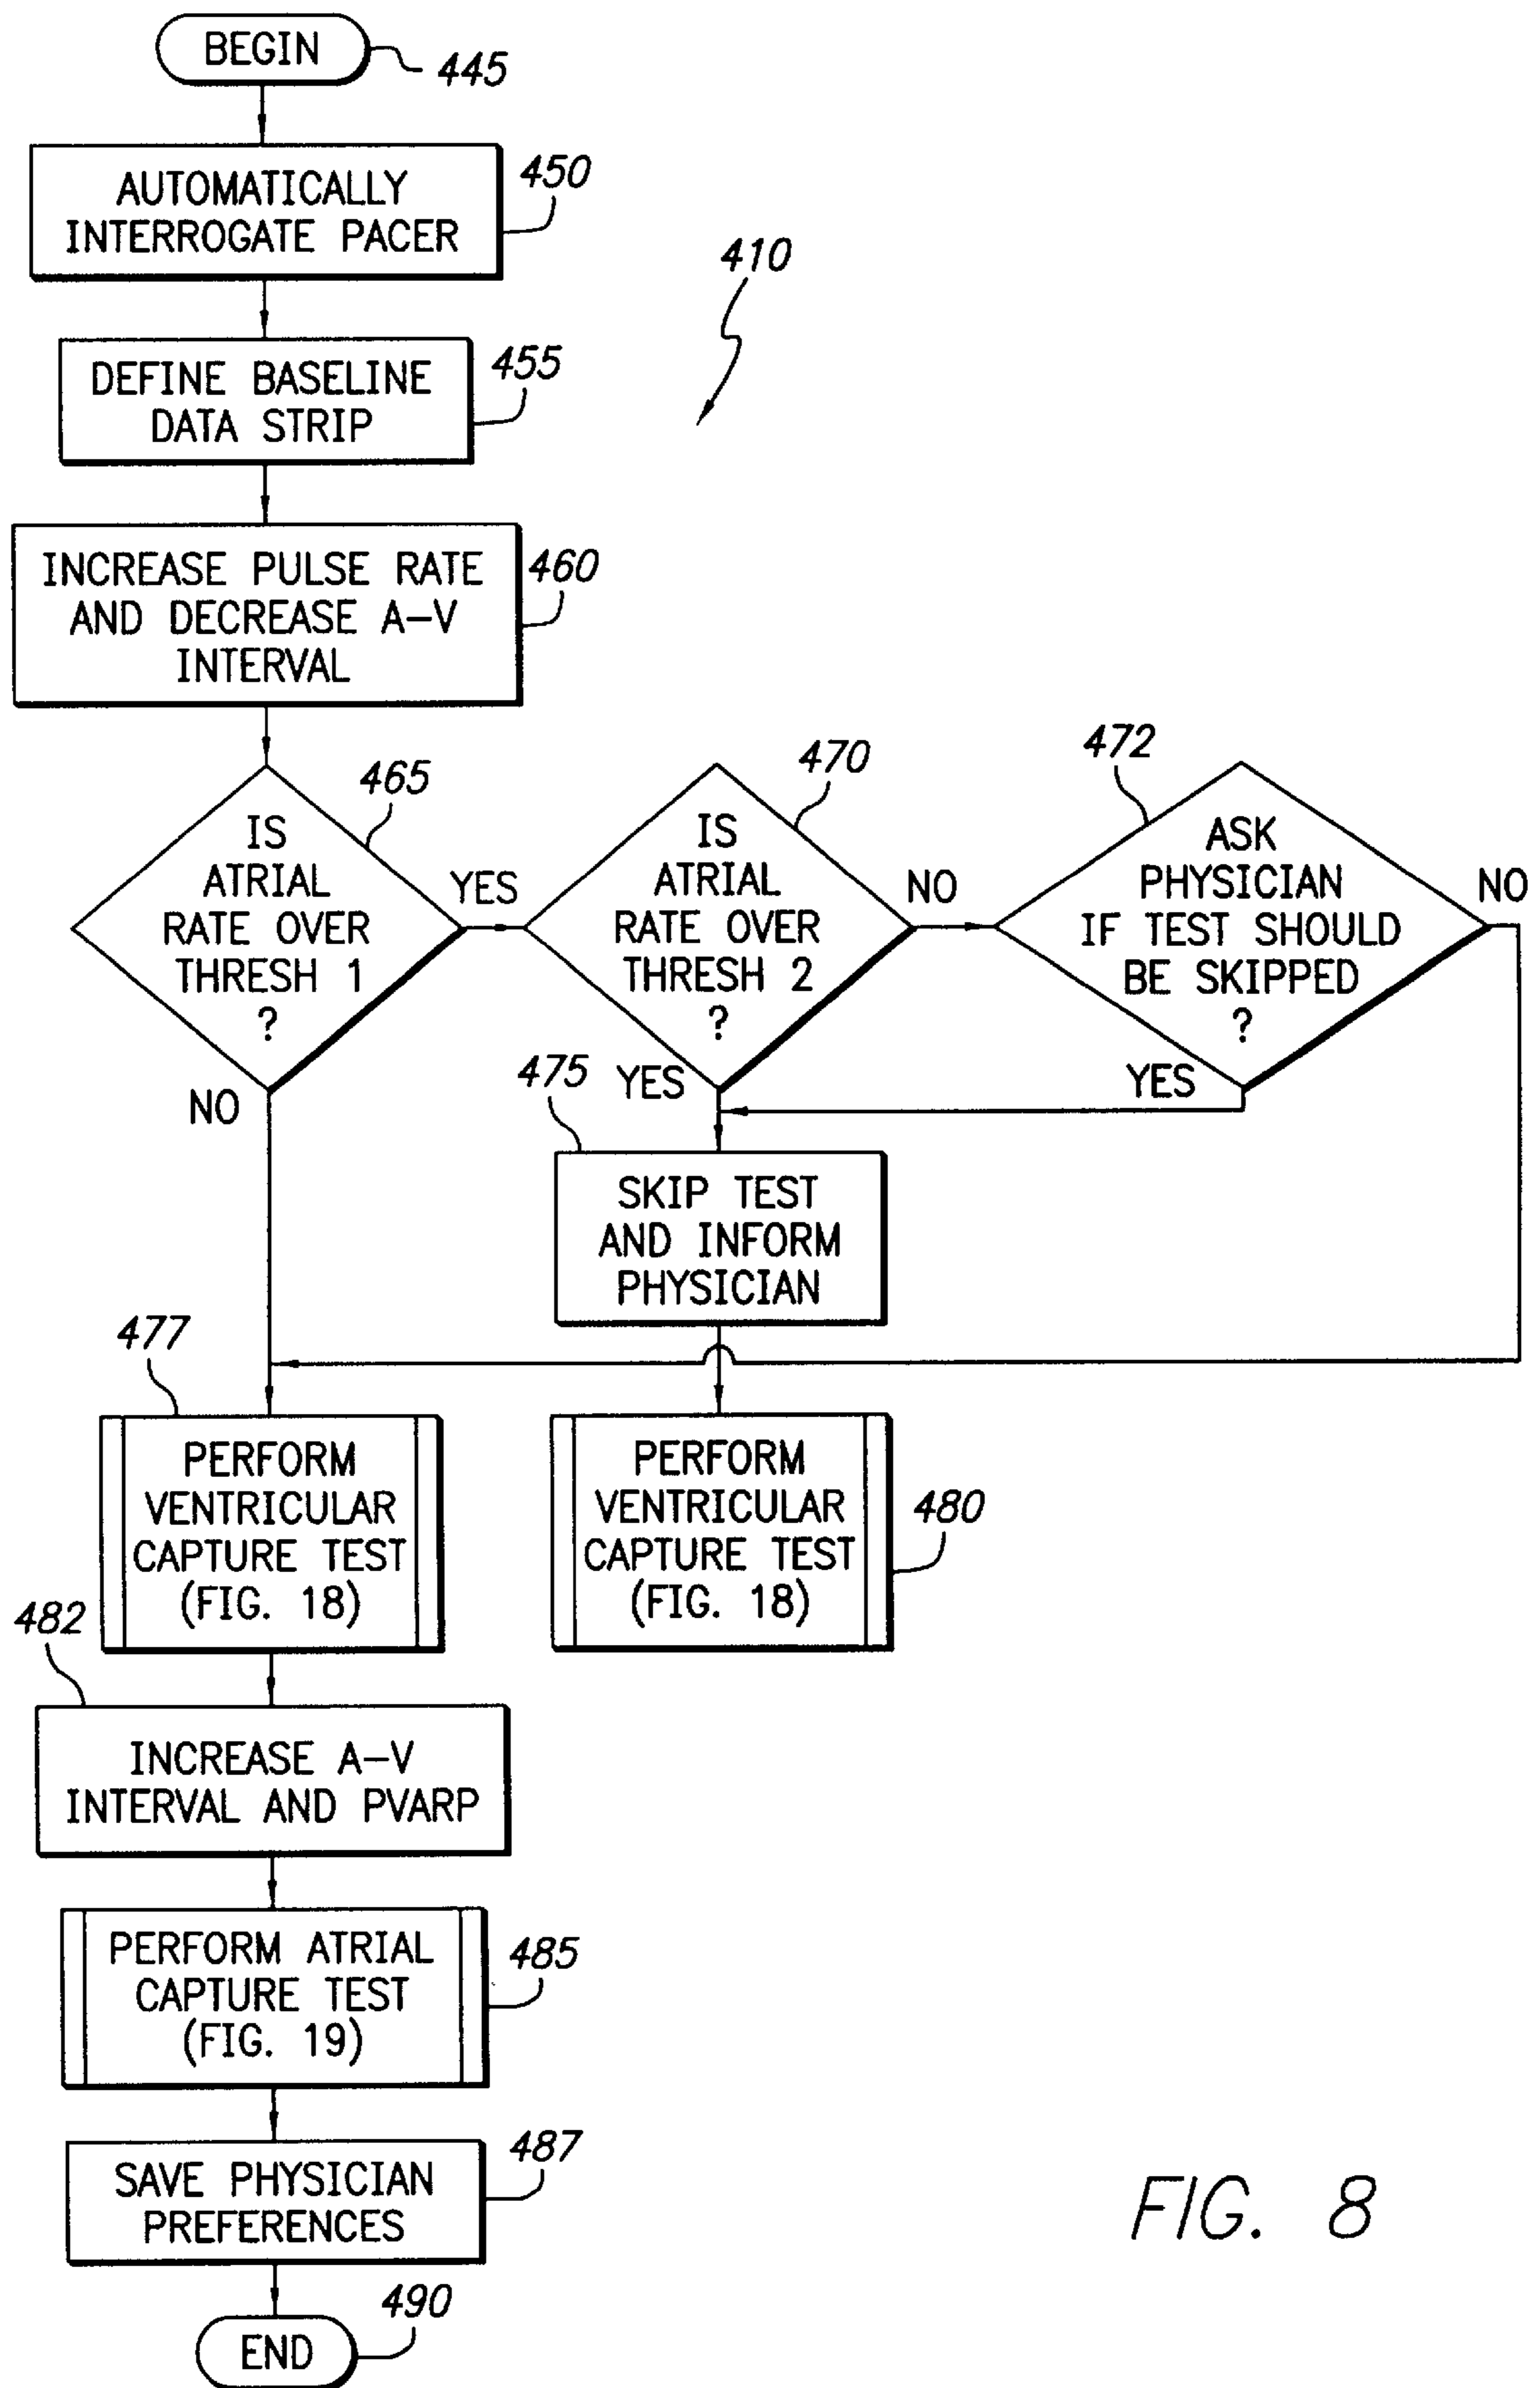 BEGIN
445
AUTOMATICALLY
INTERROGATE PACER
450
410
DEFINE BASELINE
DATA STRIP
455
INCREASE PULSE RATE
AND DECREASE A-V
INTERVAL
460
IS
ATRIAL
RATE OVER
THRESH 1
?
465
YES
NO
IS
ATRIAL
RATE OVER
THRESH 2
?
470
NO
YES
ASK
PHYSICIAN
IF TEST SHOULD
BE SKIPPED
?
472
NO
YES
475
SKIP TEST
AND INFORM
PHYSICIAN
477
PERFORM
VENTRICULAR
CAPTURE TEST
(FIG. 18)
PERFORM
VENTRICULAR
CAPTURE TEST
(FIG. 18)
480
482
INCREASE A-V
INTERVAL AND PVARP
PERFORM ATRIAL
CAPTURE TEST
(FIG. 19)
485
SAVE PHYSICIAN
PREFERENCES
487
END
490
FIG. 8